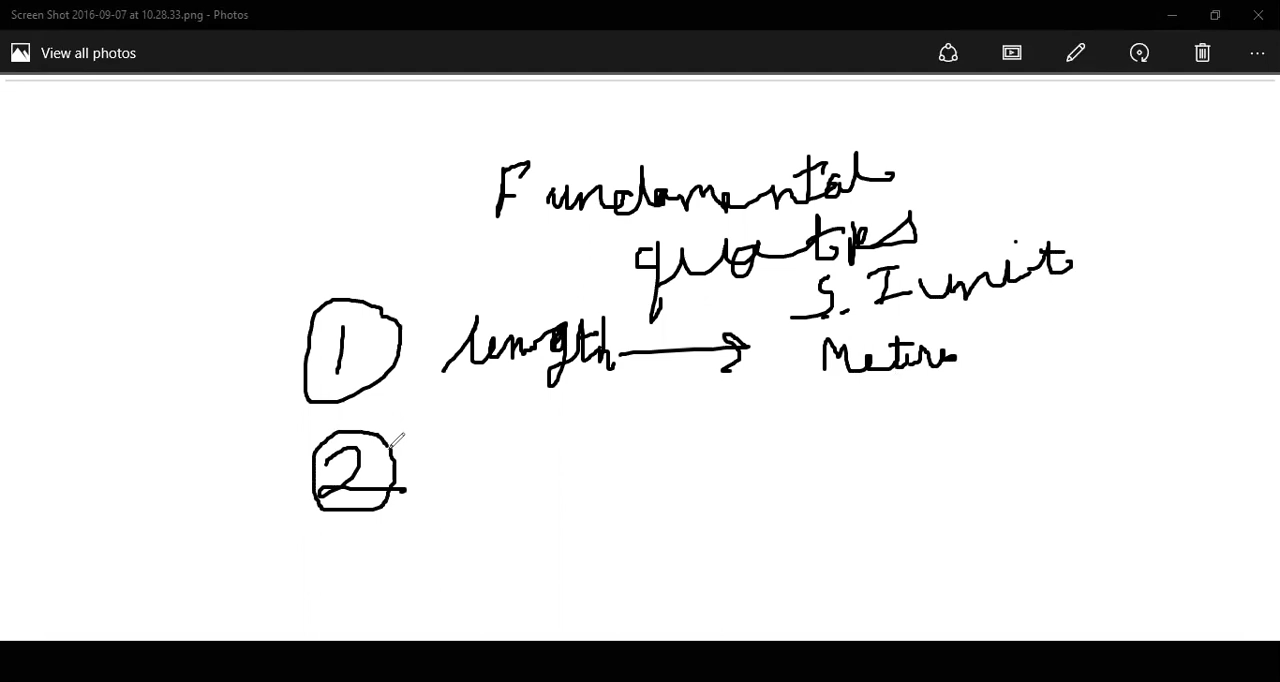 Screen Shot 2016-09-07 at 10.28.33.png - Photos
View all photos
Fundamental
S. I unit
1 length → Metre
2